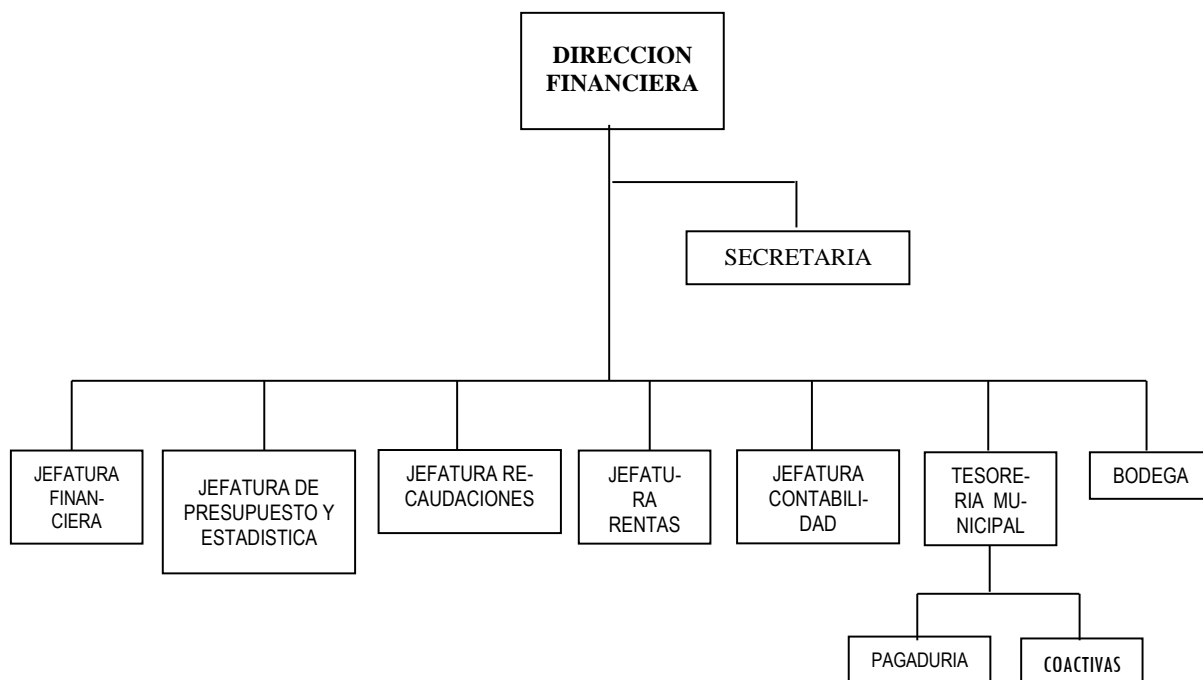 DIRECCION
FINANCIERA
SECRETARIA
JEFATURA
FINAN-
CIERA
JEFATURA DE
PRESUPUESTO Y
ESTADISTICA
JEFATURA RE-
CAUDACIONES
JEFATU-
RA
RENTAS
JEFATURA
CONTABILI-
DAD
TESORE-
RIA MU-
NICIPAL
BODEGA
PAGADURIA
COACTIVAS